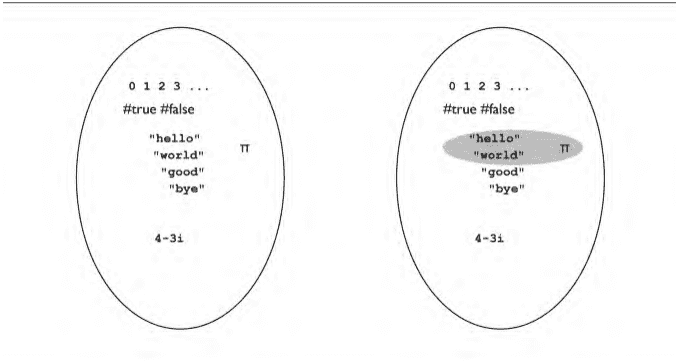 0 1 2 3 ...
#true #false
"hello"
"world"
π
"good"
"bye"
4-3i
0 1 2 3 ...
#true #false
"hello"
"world"
π
"good"
"bye"
4-3i